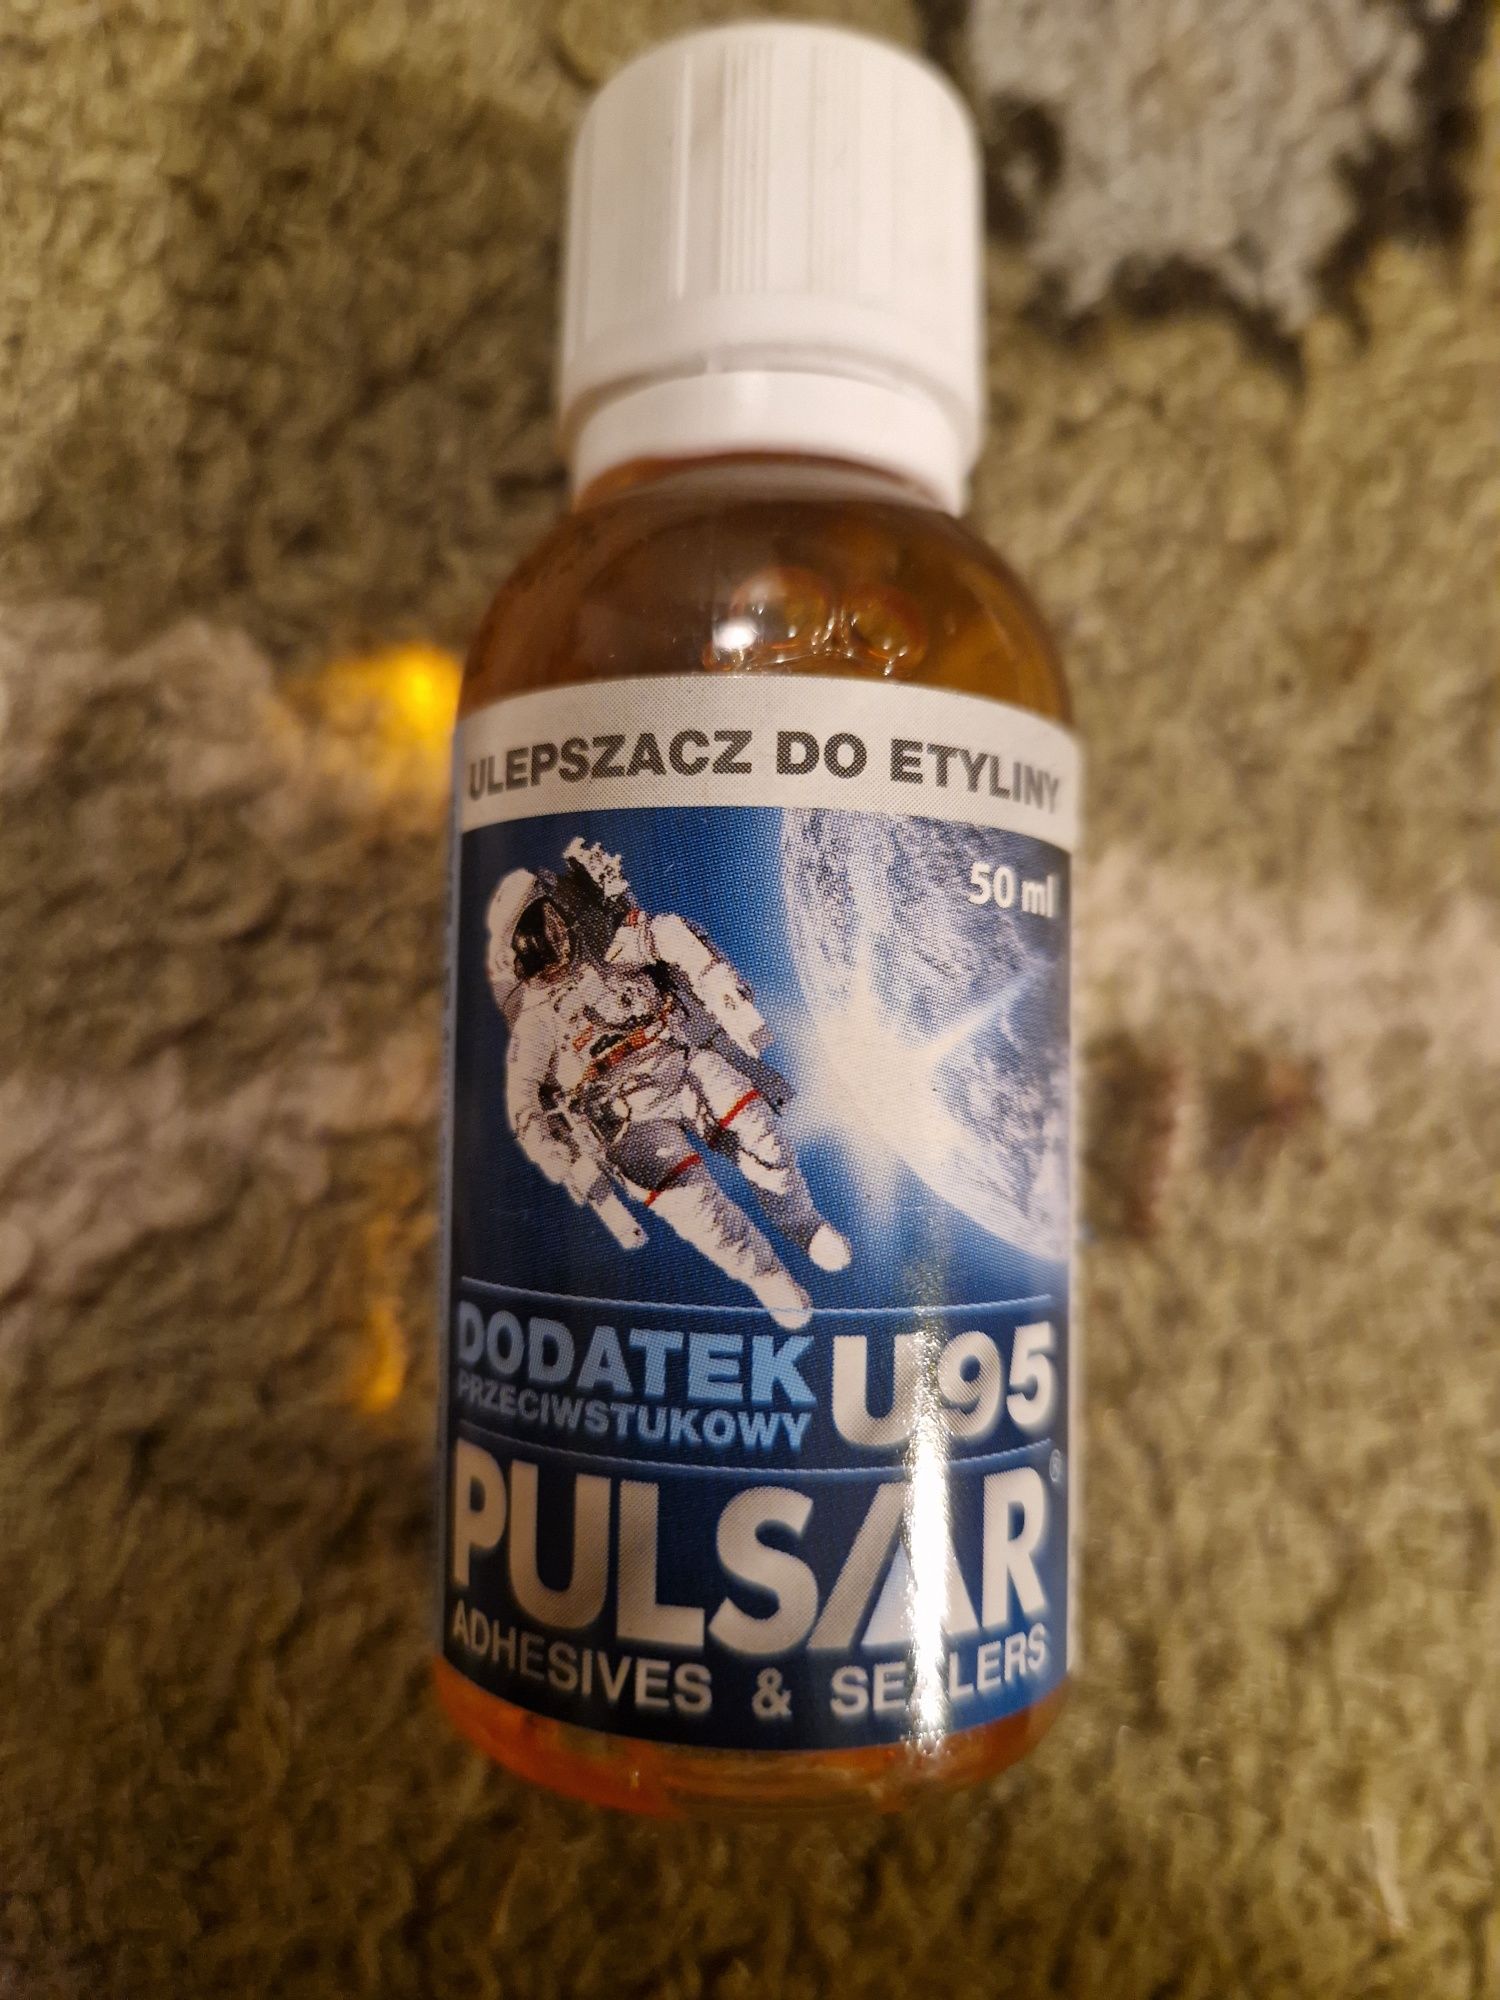 ULEPSZACZ DO ETYLINY
50 ml
DODATEK U95
PRZECIWSTUKOWY
PULSAR®
ADHESIVES & SEALERS